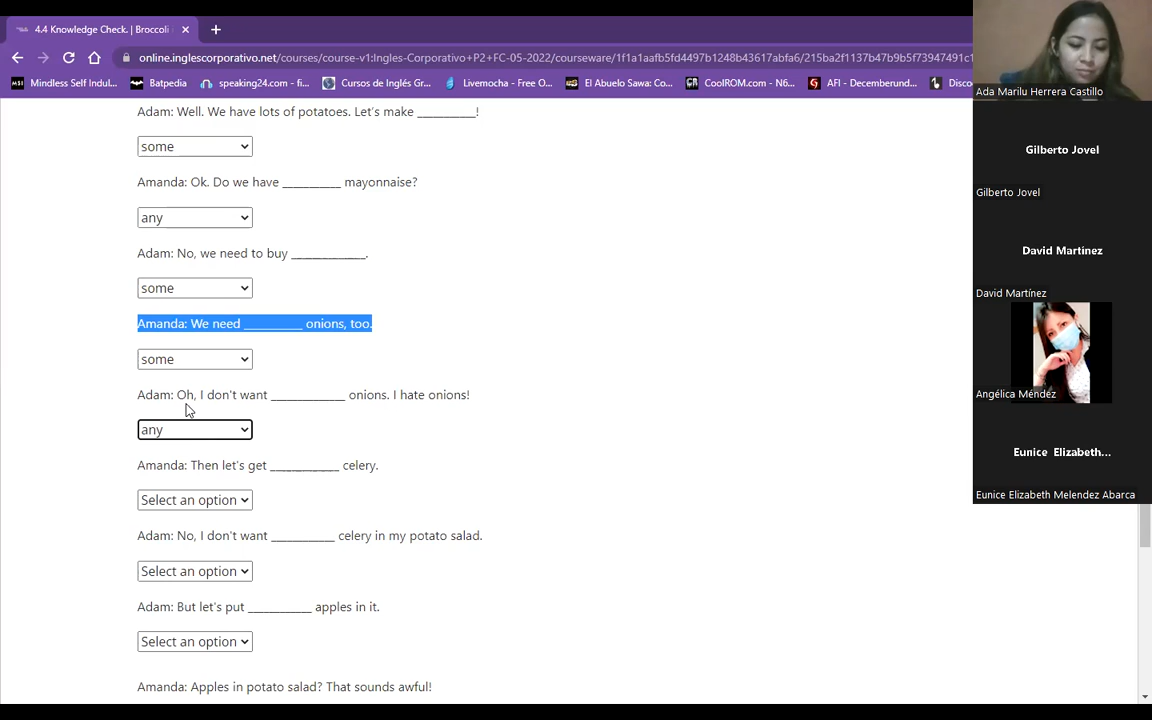 4.4 Knowledge Check. | Broccoli
online.inglescorporativo.net/courses/course-v1:Ingles-Corporativo+P2+FC-05-2022/courseware/1f1a1aafb5fd4497b1248b43617abfa6/215ba2f1137b47b9b5f73947491c1
Mindless Self Indul...
Batpedia
speaking24.com - fi...
Cursos de Inglés Gr...
Livemocha - Free O...
El Abuelo Sawa: Co...
CoolROM.com - N6...
AFI - Decemberund...
Disco
Adam: Well. We have lots of potatoes. Let's make __________!
some
Amanda: Ok. Do we have __________ mayonnaise?
any
Adam: No, we need to buy _____________.
some
Amanda: We need __________ onions, too.
some
Adam: Oh, I don't want _____________ onions. I hate onions!
any
Amanda: Then let's get ____________ celery.
Select an option
Adam: No, I don't want ___________ celery in my potato salad.
Select an option
Adam: But let's put ___________ apples in it.
Select an option
Amanda: Apples in potato salad? That sounds awful!
Ada Marilu Herrera Castillo
Gilberto Jovel
Gilberto Jovel
David Martínez
David Martínez
Angélica Méndez
Eunice Elizabeth...
Eunice Elizabeth Melendez Abarca